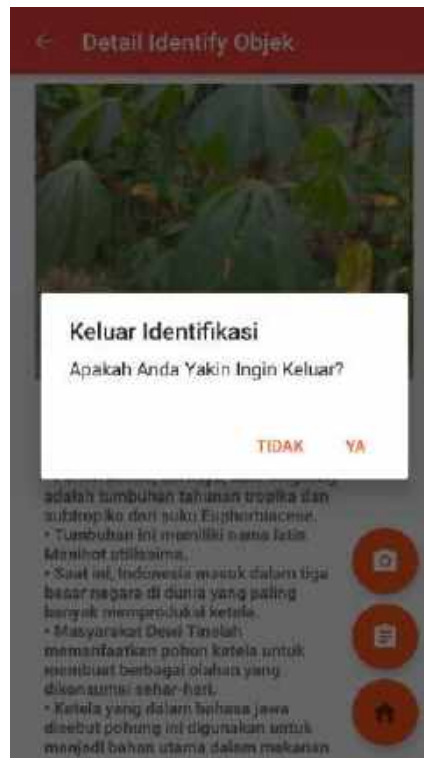 Detail Identify Objek
Keluar Identifikasi
Apakah Anda Yakin Ingin Keluar?
TIDAK YA
adalah tumbuhan tahunan tropika dan
subtropika dari suku Euphorbiaceae.
• Tumbuhan ini memiliki nama latin
Manihot utilissima.
• Saat ini, Indonesia masuk dalam tiga
besar negara di dunia yang paling
banyak memproduksi ketela.
• Masyarakat Desa
memanfaatkan pohon ketela untuk
membuat berbagai olahan yang
dikonsumsi sehar-hari.
• Ketela yang dalam bahasa jawa
disebut pohung ini digunakan untuk
menjadi bahan utama dalam makanan